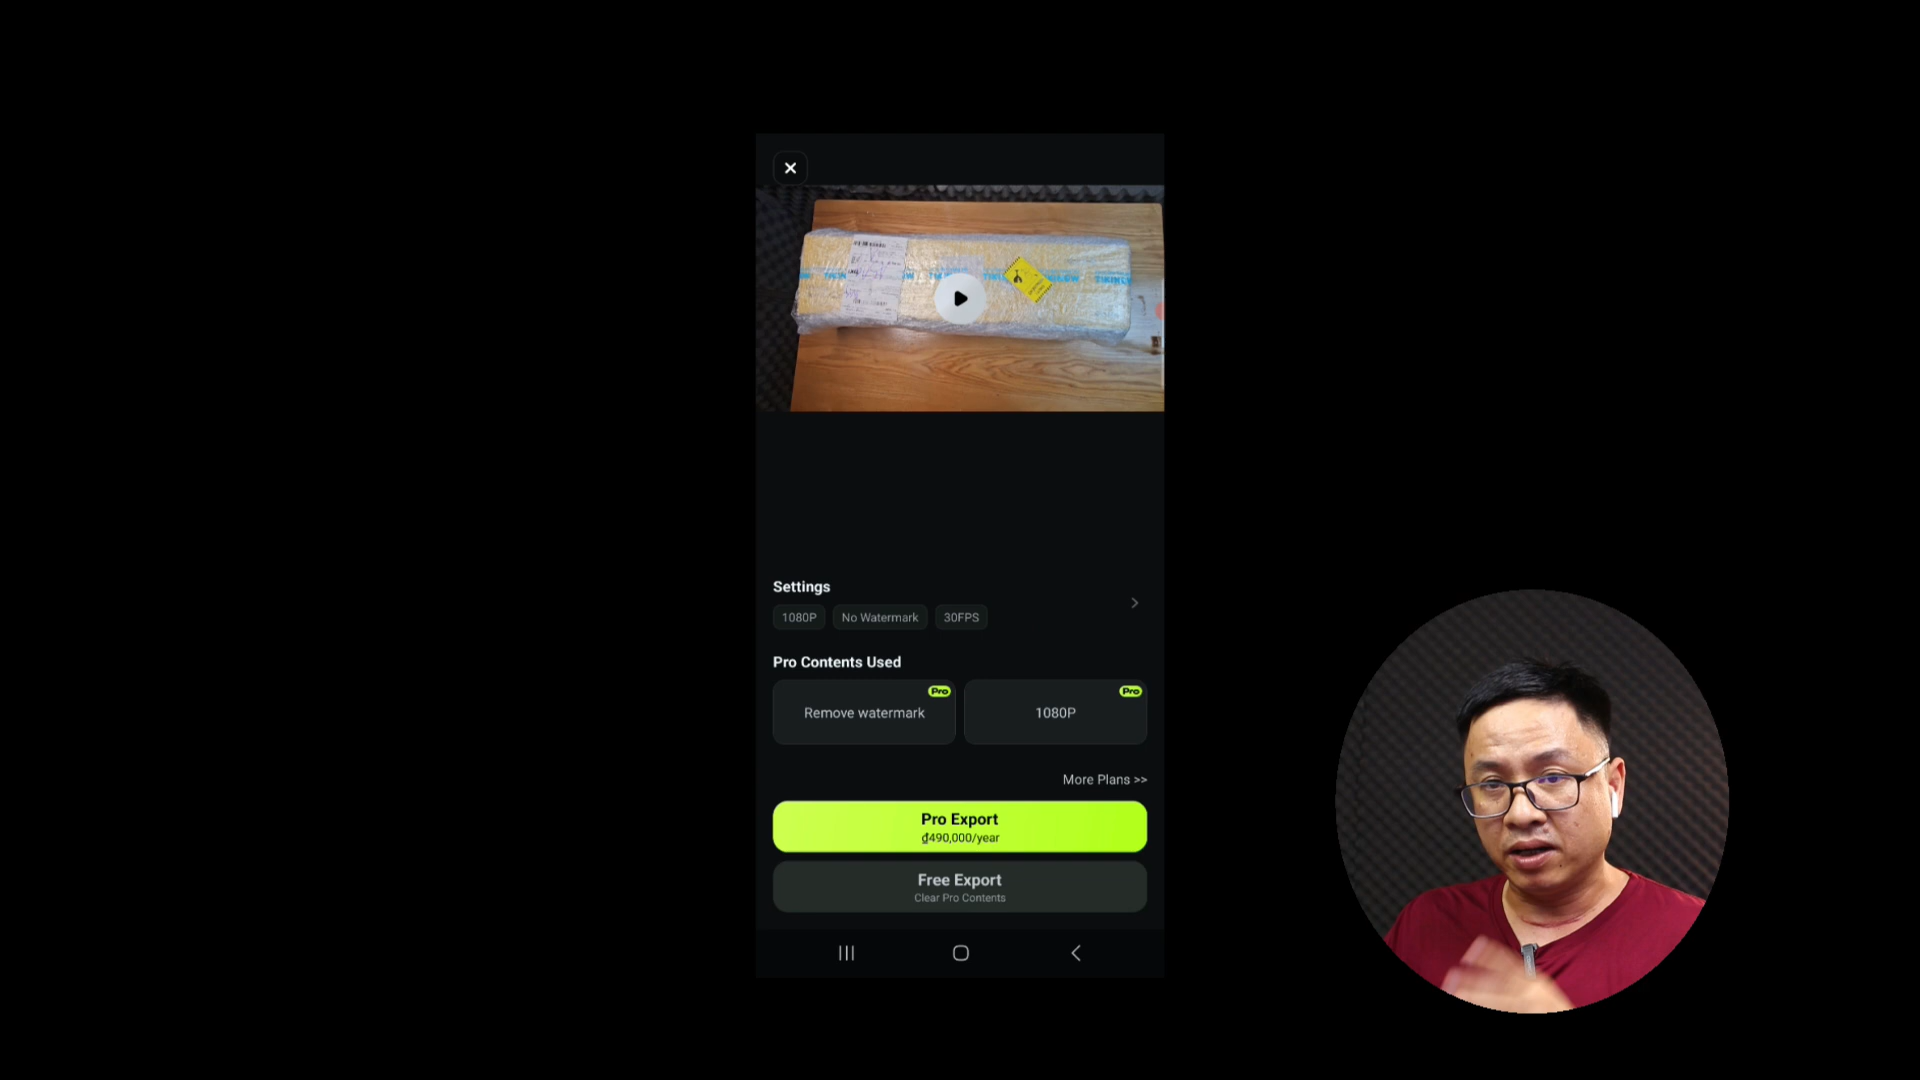 Settings
1080P
No Watermark
30FPS
Pro Contents Used
Pro
Remove watermark
Pro
1080P
More Plans >>
Pro Export
₫490,000/year
Free Export
Clear Pro Contents